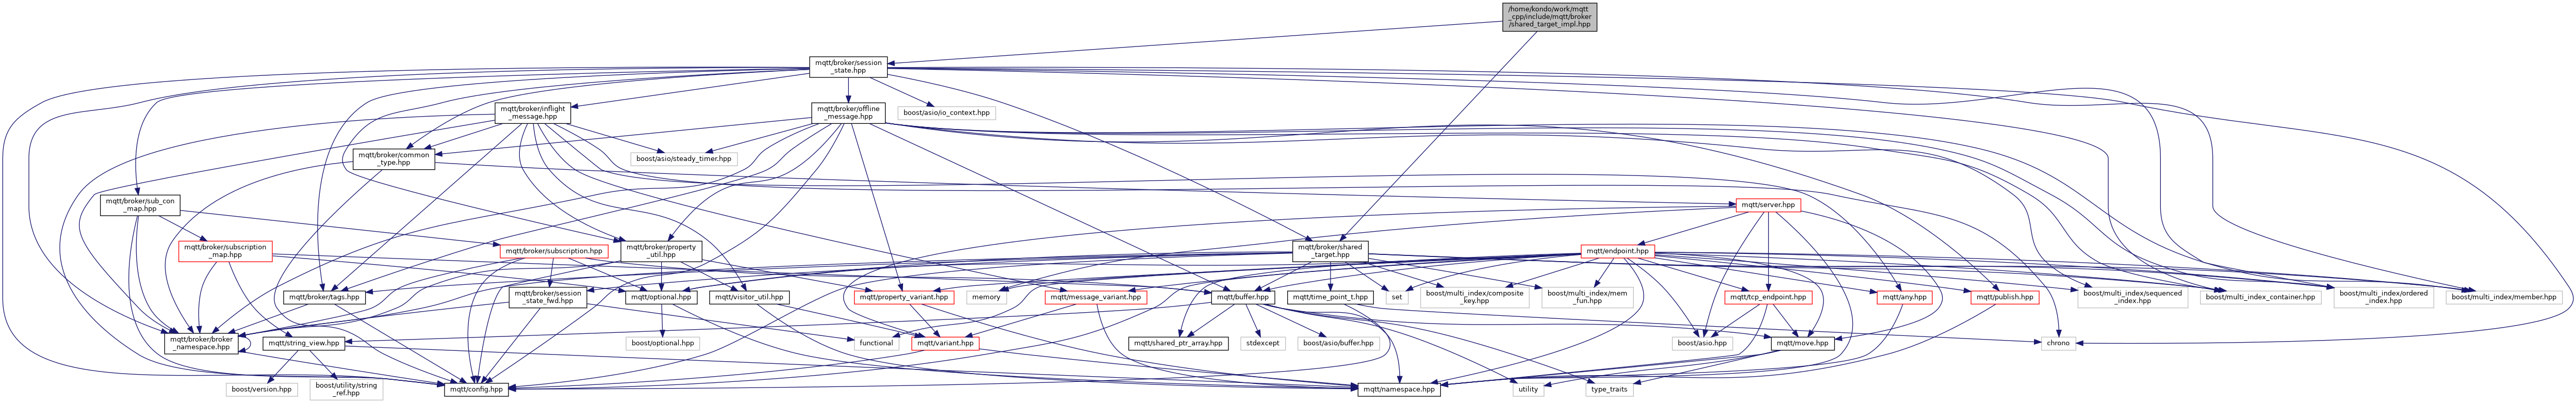 /home/kondo/work/mqtt
_cpp/include/mqtt/broker
/shared_target_impl.hpp
mqtt/broker/session
_state.hpp
mqtt/broker/inflight
_message.hpp
mqtt/broker/offline
_message.hpp
boost/asio/io_context.hpp
mqtt/broker/common
_type.hpp
boost/asio/steady_timer.hpp
mqtt/broker/sub_con
_map.hpp
mqtt/server.hpp
mqtt/broker/subscription
_map.hpp
mqtt/broker/subscription.hpp
mqtt/broker/property
_util.hpp
mqtt/broker/shared
_target.hpp
mqtt/endpoint.hpp
mqtt/broker/tags.hpp
mqtt/broker/session
_state_fwd.hpp
mqtt/optional.hpp
mqtt/visitor_util.hpp
mqtt/property_variant.hpp
memory
mqtt/message_variant.hpp
mqtt/buffer.hpp
mqtt/time_point_t.hpp
set
boost/multi_index/composite
_key.hpp
mqtt/tcp_endpoint.hpp
boost/multi_index/mem
_fun.hpp
mqtt/any.hpp
mqtt/publish.hpp
boost/multi_index/sequenced
_index.hpp
boost/multi_index_container.hpp
boost/multi_index/ordered
_index.hpp
boost/multi_index/member.hpp
mqtt/broker/broker
_namespace.hpp
mqtt/string_view.hpp
boost/optional.hpp
functional
mqtt/variant.hpp
mqtt/shared_ptr_array.hpp
stdexcept
boost/asio/buffer.hpp
boost/asio.hpp
mqtt/move.hpp
chrono
boost/version.hpp
boost/utility/string
_ref.hpp
mqtt/config.hpp
mqtt/namespace.hpp
utility
type_traits